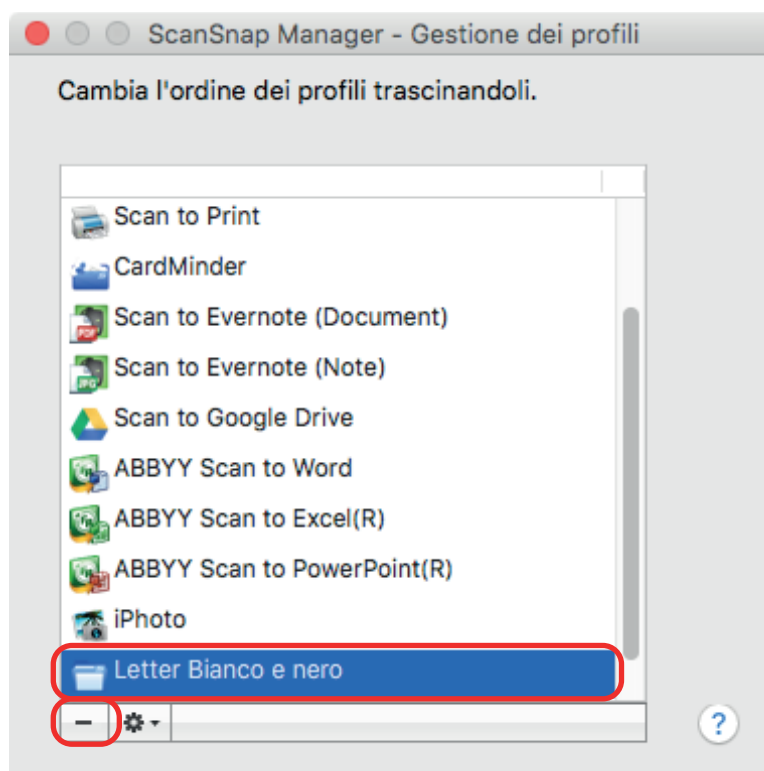 ScanSnap Manager - Gestione dei profili
Cambia l'ordine dei profili trascinandoli.
Scan to Print
CardMinder
PDF
Scan to Evernote (Document)
JPG
Scan to Evernote (Note)
Scan to Google Drive
ABBYY Scan to Word
ABBYY Scan to Excel(R)
ABBYY Scan to PowerPoint(R)
iPhoto
Letter Bianco e nero
?